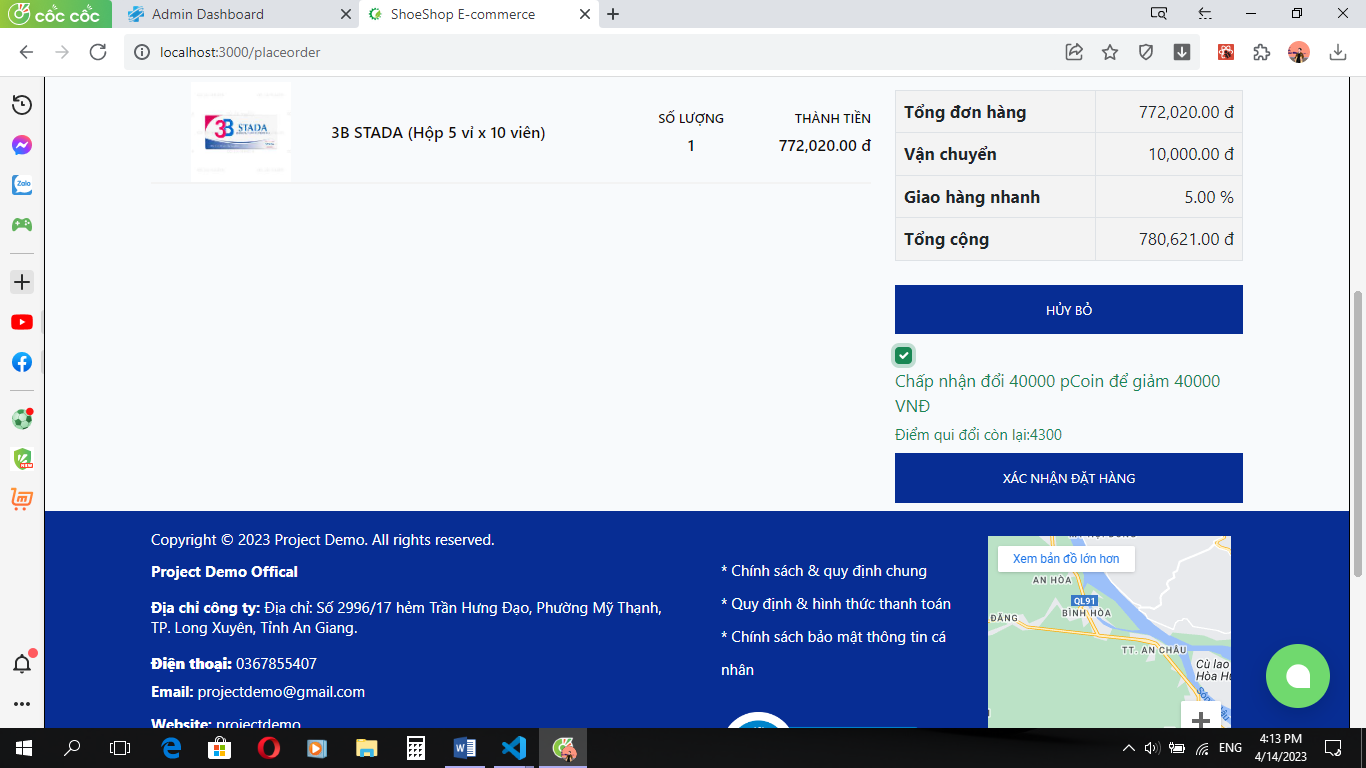 cốc cốc
Admin Dashboard
ShoeShop E-commerce
localhost:3000/placeorder
3B STADA
3B STADA (Hộp 5 vỉ x 10 viên)
SỐ LƯỢNG
1
THÀNH TIỀN
772,020.00 đ
Tổng đơn hàng 772,020.00 đ
Vận chuyển 10,000.00 đ
Giao hàng nhanh 5.00 %
Tổng cộng 780,621.00 đ
HỦY BỎ
Chấp nhận đổi 40000 pCoin để giảm 40000
VNĐ
Điểm qui đổi còn lại:4300
XÁC NHẬN ĐẶT HÀNG
Zalo
NEW
Copyright © 2023 Project Demo. All rights reserved.
Project Demo Offical
Địa chỉ công ty: Địa chỉ: Số 2996/17 hẻm Trần Hưng Đạo, Phường Mỹ Thạnh,
TP. Long Xuyên, Tỉnh An Giang.
Điện thoại: 0367855407
Email: projectdemo@gmail.com
Website: projectdemo
* Chính sách & quy định chung
* Quy định & hình thức thanh toán
* Chính sách bảo mật thông tin cá
nhân
Xem bản đồ lớn hơn
AN HÒA
QL91
BÌNH HÒA
ĐĂNG
TT. AN CHÂU
Cù lao
ENG
4:13 PM
4/14/2023